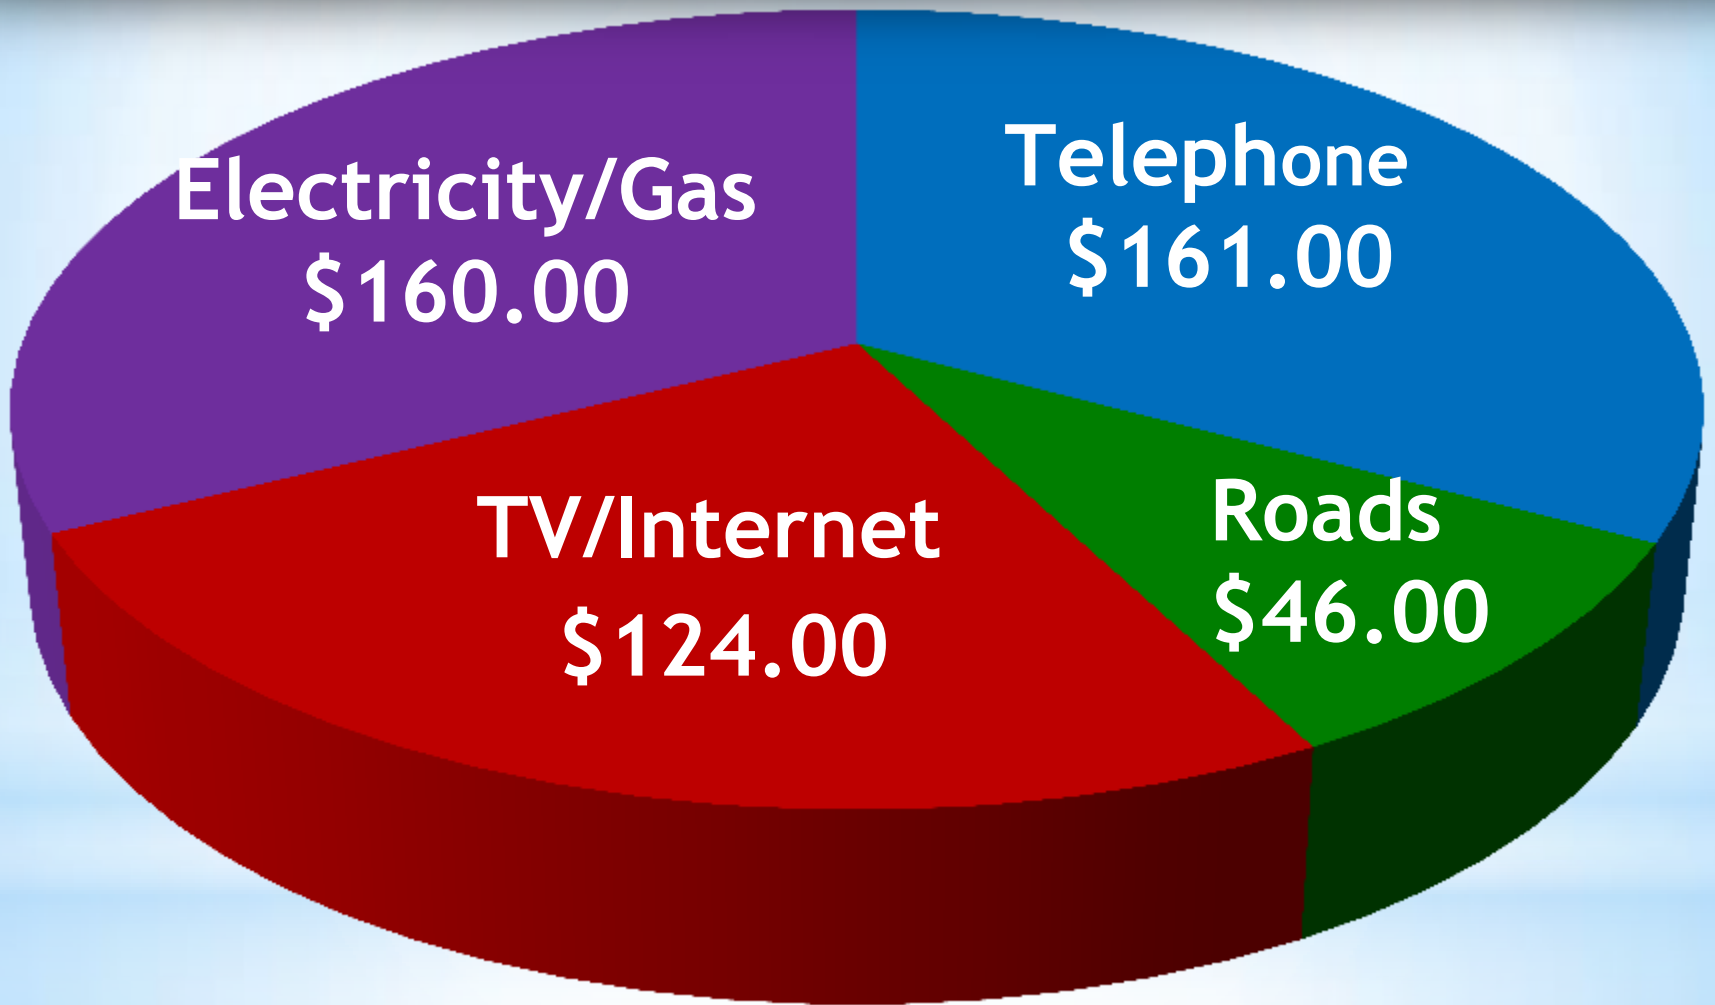 Electricity/Gas
$160.00
Telephone
$161.00
TV/Internet
$124.00
Roads
$46.00